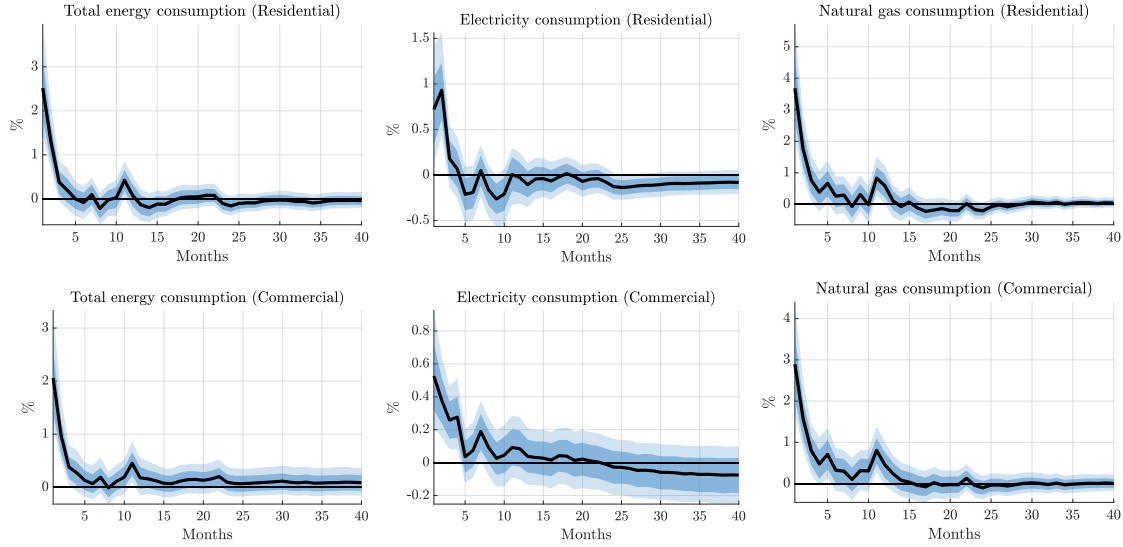 Total energy consumption (Residential)
%
3
2
1
0
5 10 15 20 25 30 35 40
Months
Electricity consumption (Residential)
%
1.5
1
0.5
0
-0.5
5 10 15 20 25 30 35 40
Months
Natural gas consumption (Residential)
%
5
4
3
2
1
0
5 10 15 20 25 30 35 40
Months
Total energy consumption (Commercial)
%
3
2
1
0
5 10 15 20 25 30 35 40
Months
Electricity consumption (Commercial)
%
0.8
0.6
0.4
0.2
0
-0.2
5 10 15 20 25 30 35 40
Months
Natural gas consumption (Commercial)
%
4
3
2
1
0
5 10 15 20 25 30 35 40
Months